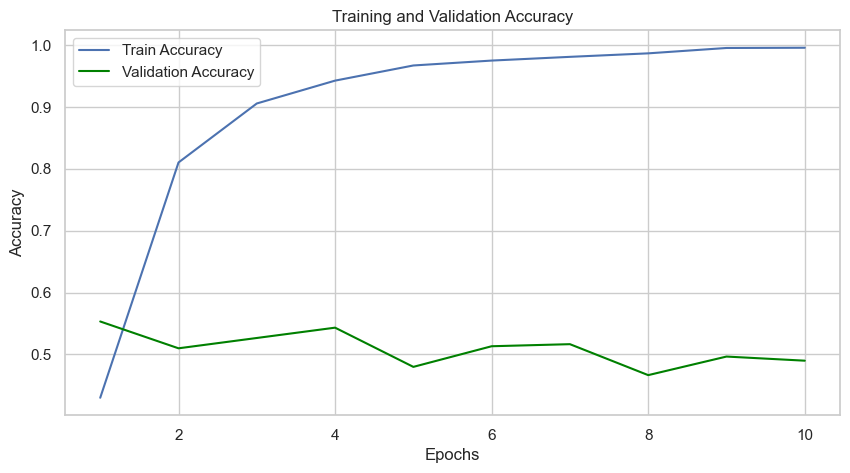 Training and Validation Accuracy
Train Accuracy
Validation Accuracy
Accuracy
1.0
0.9
0.8
0.7
0.6
0.5
2
4
6
8
10
Epochs